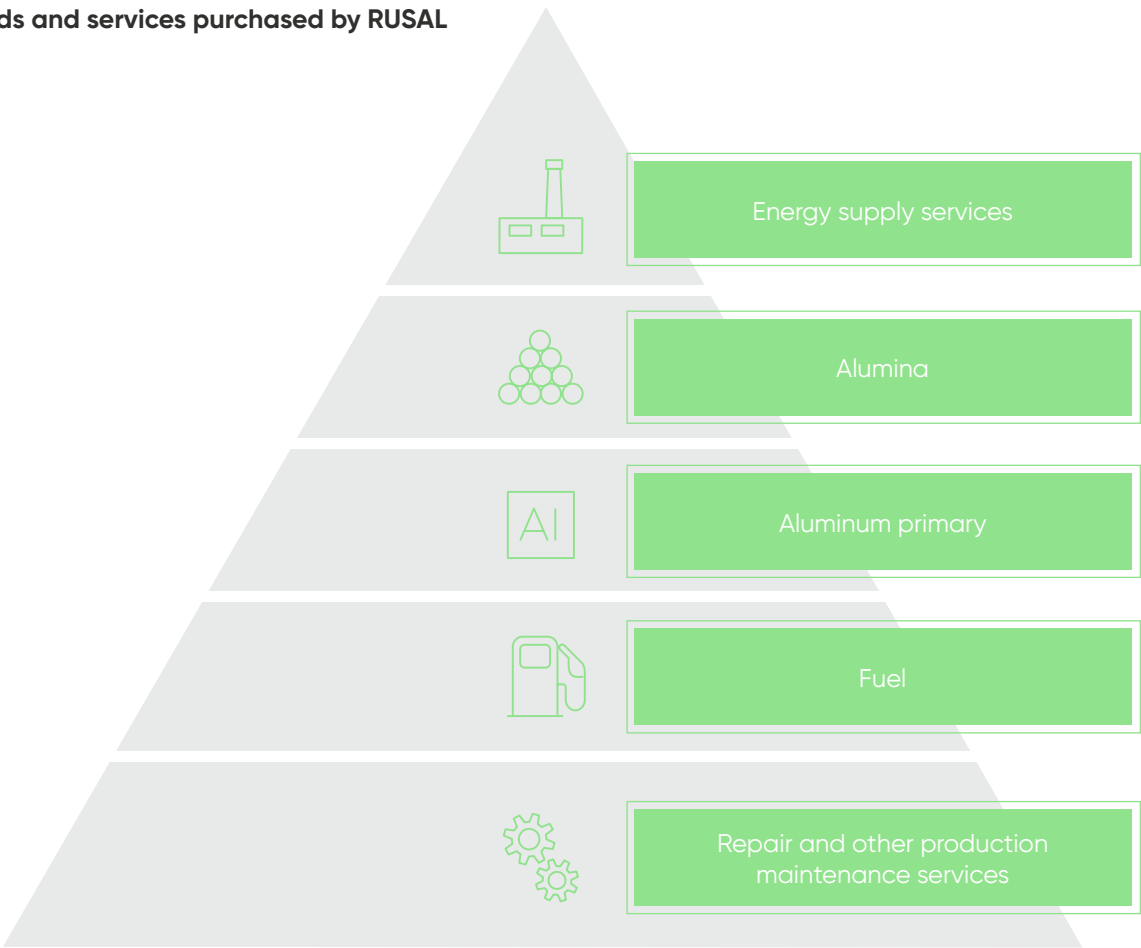 ds and services purchased by RUSAL
Energy supply services
Alumina
Al
Aluminum primary
Fuel
Repair and other production
maintenance services